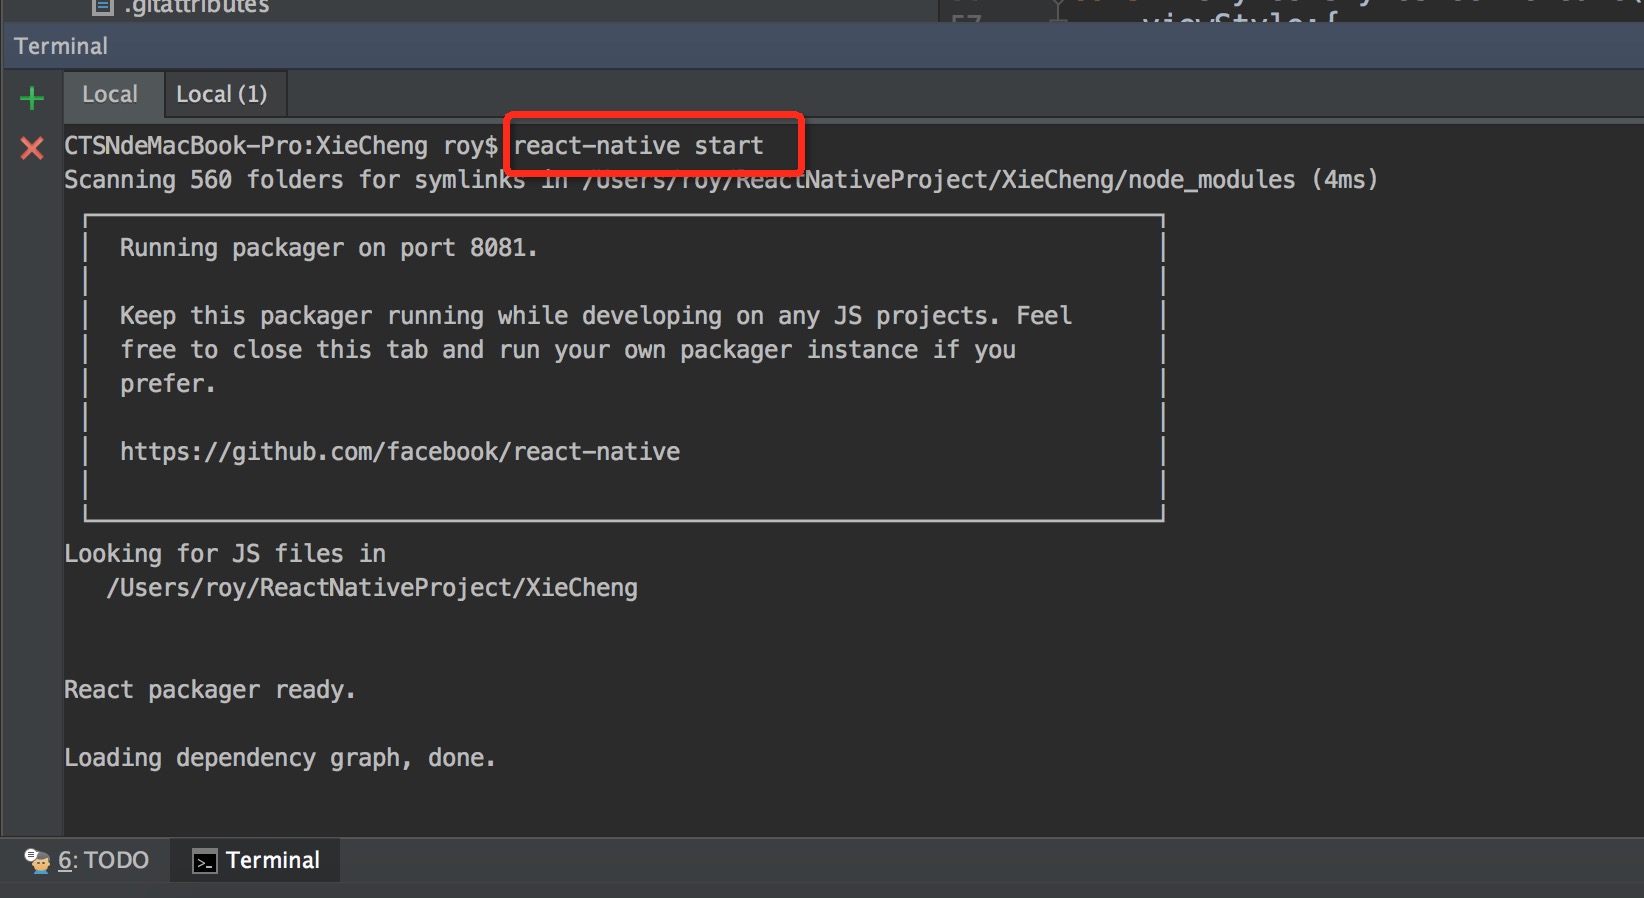 .gitattributes
57
viewStyle:{
Terminal
Local
Local (1)
CTSNdeMacBook-Pro:XieCheng roy$ react-native start
Scanning 560 folders for symlinks in /Users/roy/ReactNativeProject/XieCheng/node_modules (4ms)
Running packager on port 8081.
Keep this packager running while developing on any JS projects. Feel
free to close this tab and run your own packager instance if you
prefer.
https://github.com/facebook/react-native
Looking for JS files in
/Users/roy/ReactNativeProject/XieCheng
React packager ready.
Loading dependency graph, done.
6: TODO
Terminal